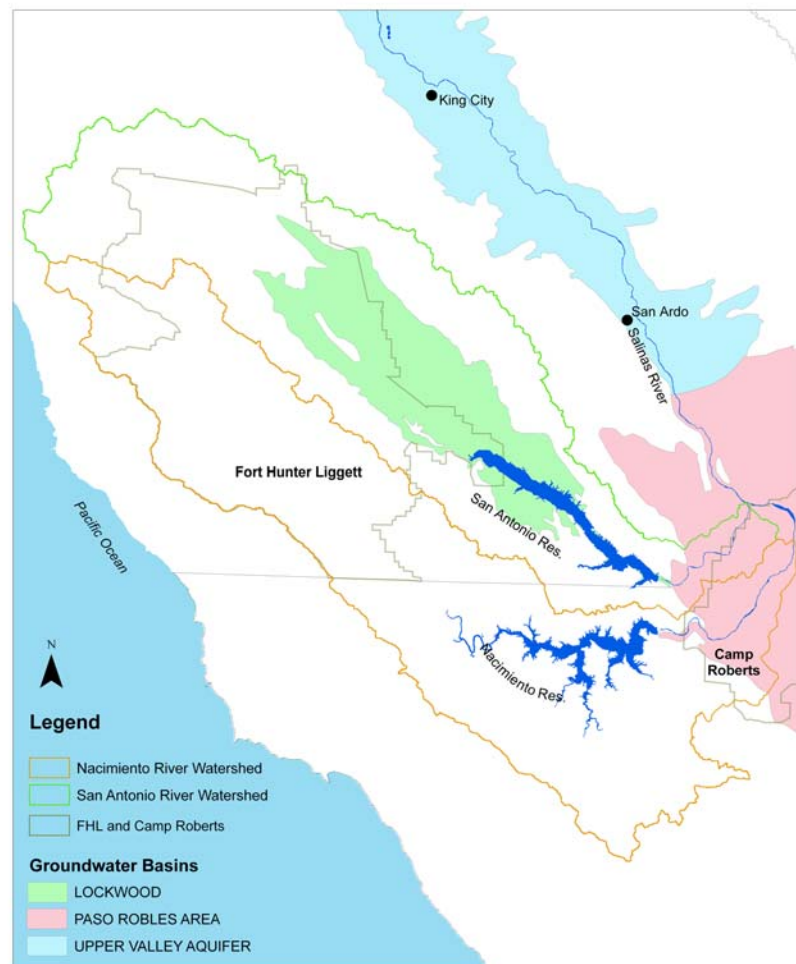 King City
San Ardo
Salinas River
Fort Hunter Liggett
San Antonio Res.
Pacific Ocean
Nacimiento Res.
Camp
Roberts
N
Legend
Nacimiento River Watershed
San Antonio River Watershed
FHL and Camp Roberts
Groundwater Basins
LOCKWOOD
PASO ROBLES AREA
UPPER VALLEY AQUIFER